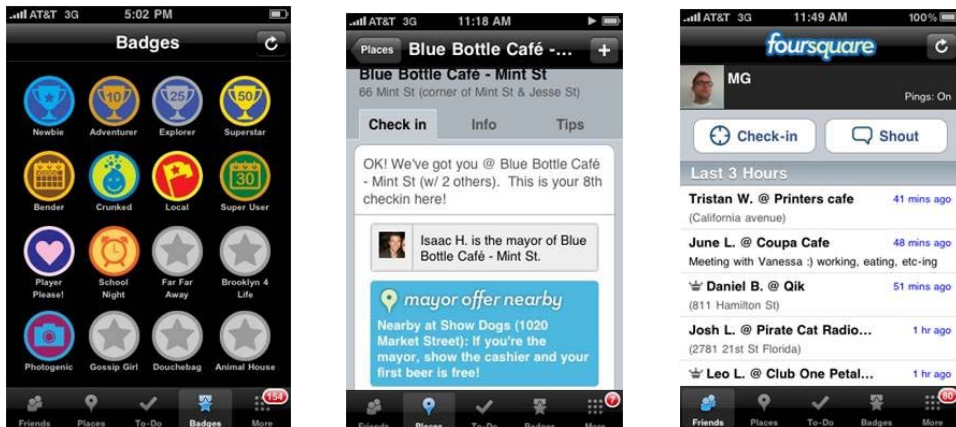 AT&T 3G 5:02 PM
Badges
10 25 50
Newbie Adventurer Explorer Superstar
30
Bender Crunked Local Super User
Player Please! School Night Far Far Away Brooklyn 4 Life
Photogenic Gossip Girl Douchebag Animal House
154
Friends Places To-Do Badges More
AT&T 3G 11:18 AM
Places Blue Bottle Café -... +
Blue Bottle Café - Mint St
66 Mint St (corner of Mint St & Jesse St)
Check in Info Tips
OK! We've got you @ Blue Bottle Café
- Mint St (w/ 2 others). This is your 8th
checkin here!
Isaac H. is the mayor of Blue
Bottle Café - Mint St.
mayor offer nearby
Nearby at Show Dogs (1020
Market Street): If you're the
mayor, show the cashier and your
first beer is free!
7
Friends Places To-Do Badges More
AT&T 3G 11:49 AM 100%
foursquare
MG
Pings: On
Check-in Shout
Last 3 Hours
Tristan W. @ Printers cafe 41 mins ago
(California avenue)
June L. @ Coupa Cafe 48 mins ago
Meeting with Vanessa :) working, eating, etc-ing
Daniel B. @ Qik 51 mins ago
(811 Hamilton St)
Josh L. @ Pirate Cat Radio... 1 hr ago
(2781 21st St Florida)
Leo L. @ Club One Petal... 1 hr ago
80
Friends Places To-Do Badges More